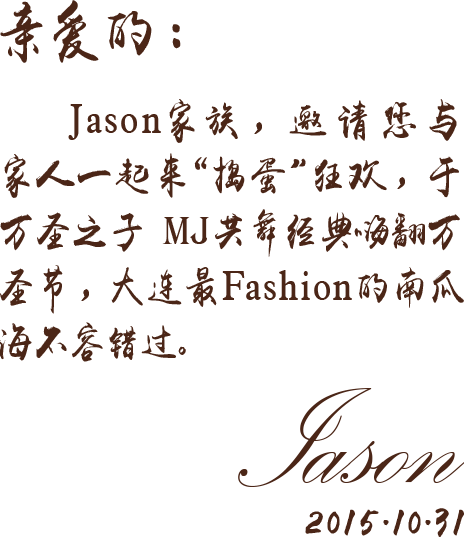 亲爱的：
Jason家族，邀请您与
家人一起来“捣蛋”狂欢，于
万圣之子 MJ共舞经典嗨翻万
圣节，大连最Fashion的南瓜
海不容错过。
Jason
2015·10·31